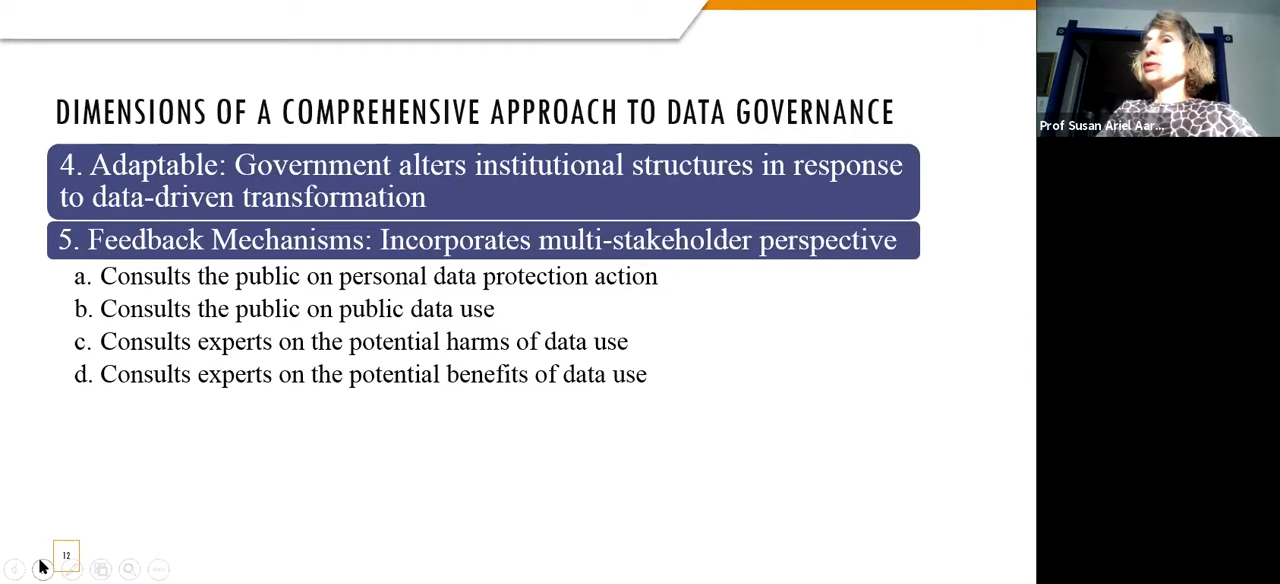 DIMENSIONS OF A COMPREHENSIVE APPROACH TO DATA GOVERNANCE
4. Adaptable: Government alters institutional structures in response
to data-driven transformation
5. Feedback Mechanisms: Incorporates multi-stakeholder perspective
a. Consults the public on personal data protection action
b. Consults the public on public data use
c. Consults experts on the potential harms of data use
d. Consults experts on the potential benefits of data use
12
Prof Susan Ariel Aar...